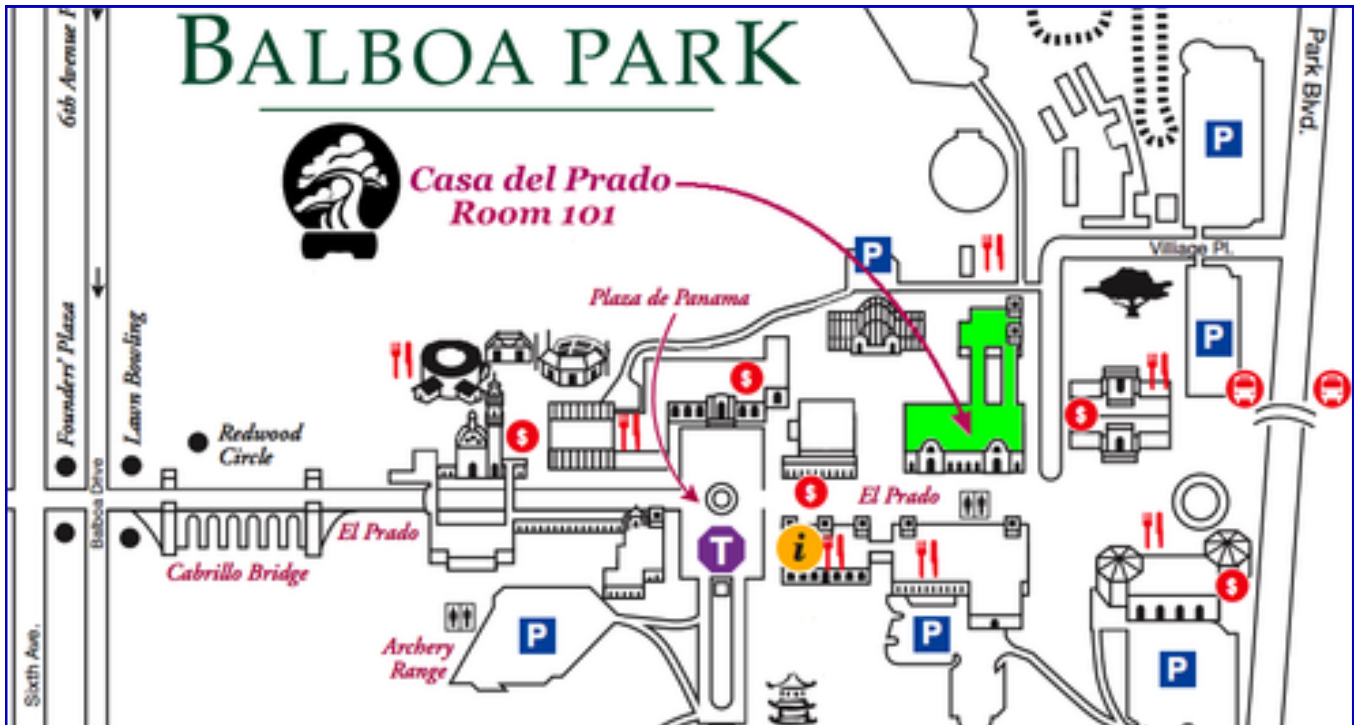 BALBOA PARK
6th Avenue
Park Blvd.
P
Casa del Prado
Room 101
P
Village Pl.
Plaza de Panama
P
Founders' Plaza
Lawn Bowling
$
$
$
Redwood
Circle
Balboa Drive
$
El Prado
El Prado
T
i
Cabrillo Bridge
$
Archery
Range
P
P
P
Sixth Ave.